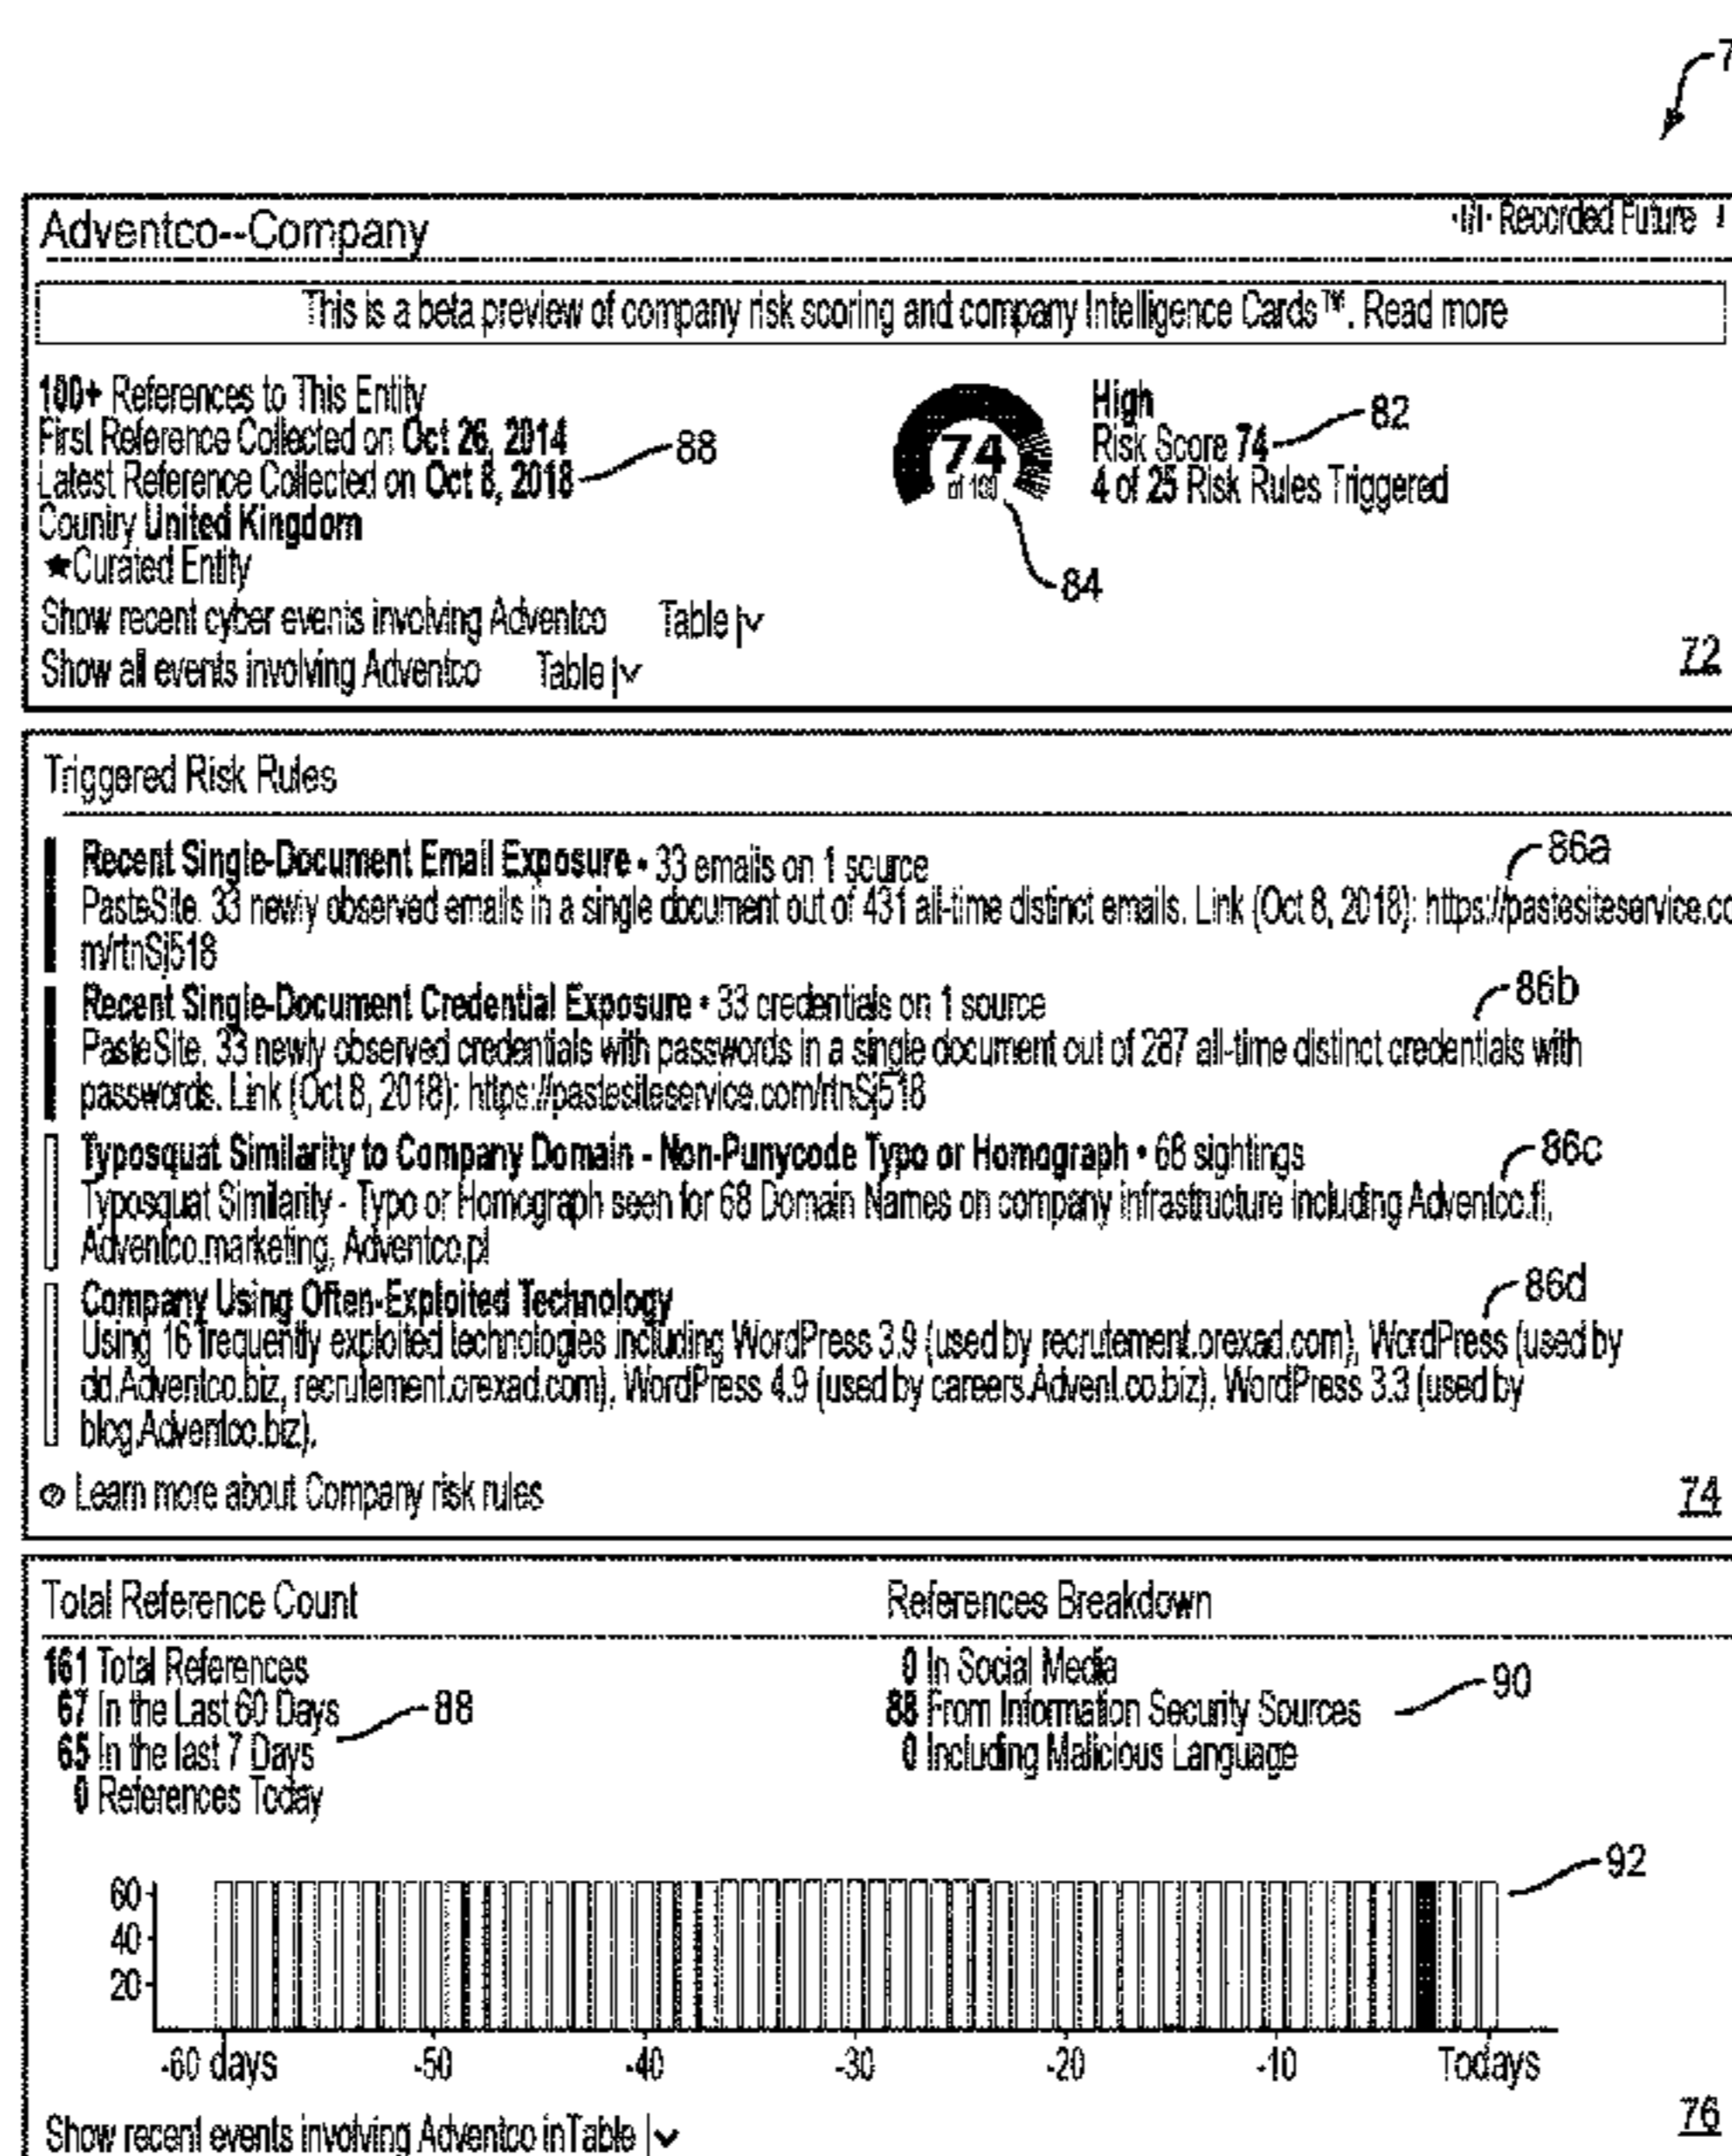 7
Adventco--Company
Recorded Future
This is a beta preview of company risk scoring and company Intelligence Cards™. Read more
100+ References to This Entity
First Reference Collected on Oct 26, 2014
Latest Reference Collected on Oct 8, 2018
88
Country United Kingdom
★Curated Entity
Show recent cyber events involving Adventco Table
Show all events involving Adventco Table
74
of 100
84
High
Risk Score 74
82
4 of 25 Risk Rules Triggered
72
Triggered Risk Rules
Recent Single-Document Email Exposure • 33 emails on 1 source
86a
PasteSite. 33 newly observed emails in a single document out of 431 all-time distinct emails. Link (Oct 8, 2018): https://pastesiteservice.co
m/rtnSj518
Recent Single-Document Credential Exposure • 33 credentials on 1 source
86b
PasteSite. 33 newly observed credentials with passwords in a single document out of 287 all-time distinct credentials with
passwords. Link (Oct 8, 2018): https://pastesiteservice.com/rtnSj518
Typosquat Similarity to Company Domain - Non-Punycode Typo or Homograph • 68 sightings
86c
Typosquat Similarity - Typo or Homograph seen for 68 Domain Names on company infrastructure including Adventco.fi,
Adventco.marketing, Adventco.pl
Company Using Often-Exploited Technology
86d
Using 16 frequently exploited technologies including WordPress 3.9 (used by recrutement.orexad.com), WordPress (used by
dd.Adventco.biz, recrutement.orexad.com), WordPress 4.9 (used by careers.Advent.co.biz), WordPress 3.3 (used by
blog.Adventco.biz).
Learn more about Company risk rules
74
Total Reference Count
161 Total References
67 In the Last 60 Days
88
65 In the last 7 Days
0 References Today
References Breakdown
0 In Social Media
88 From Information Security Sources
90
0 Including Malicious Language
92
60
40
20
-60 days -50 -40 -30 -20 -10 Todays
76
Show recent events involving Adventco inTable